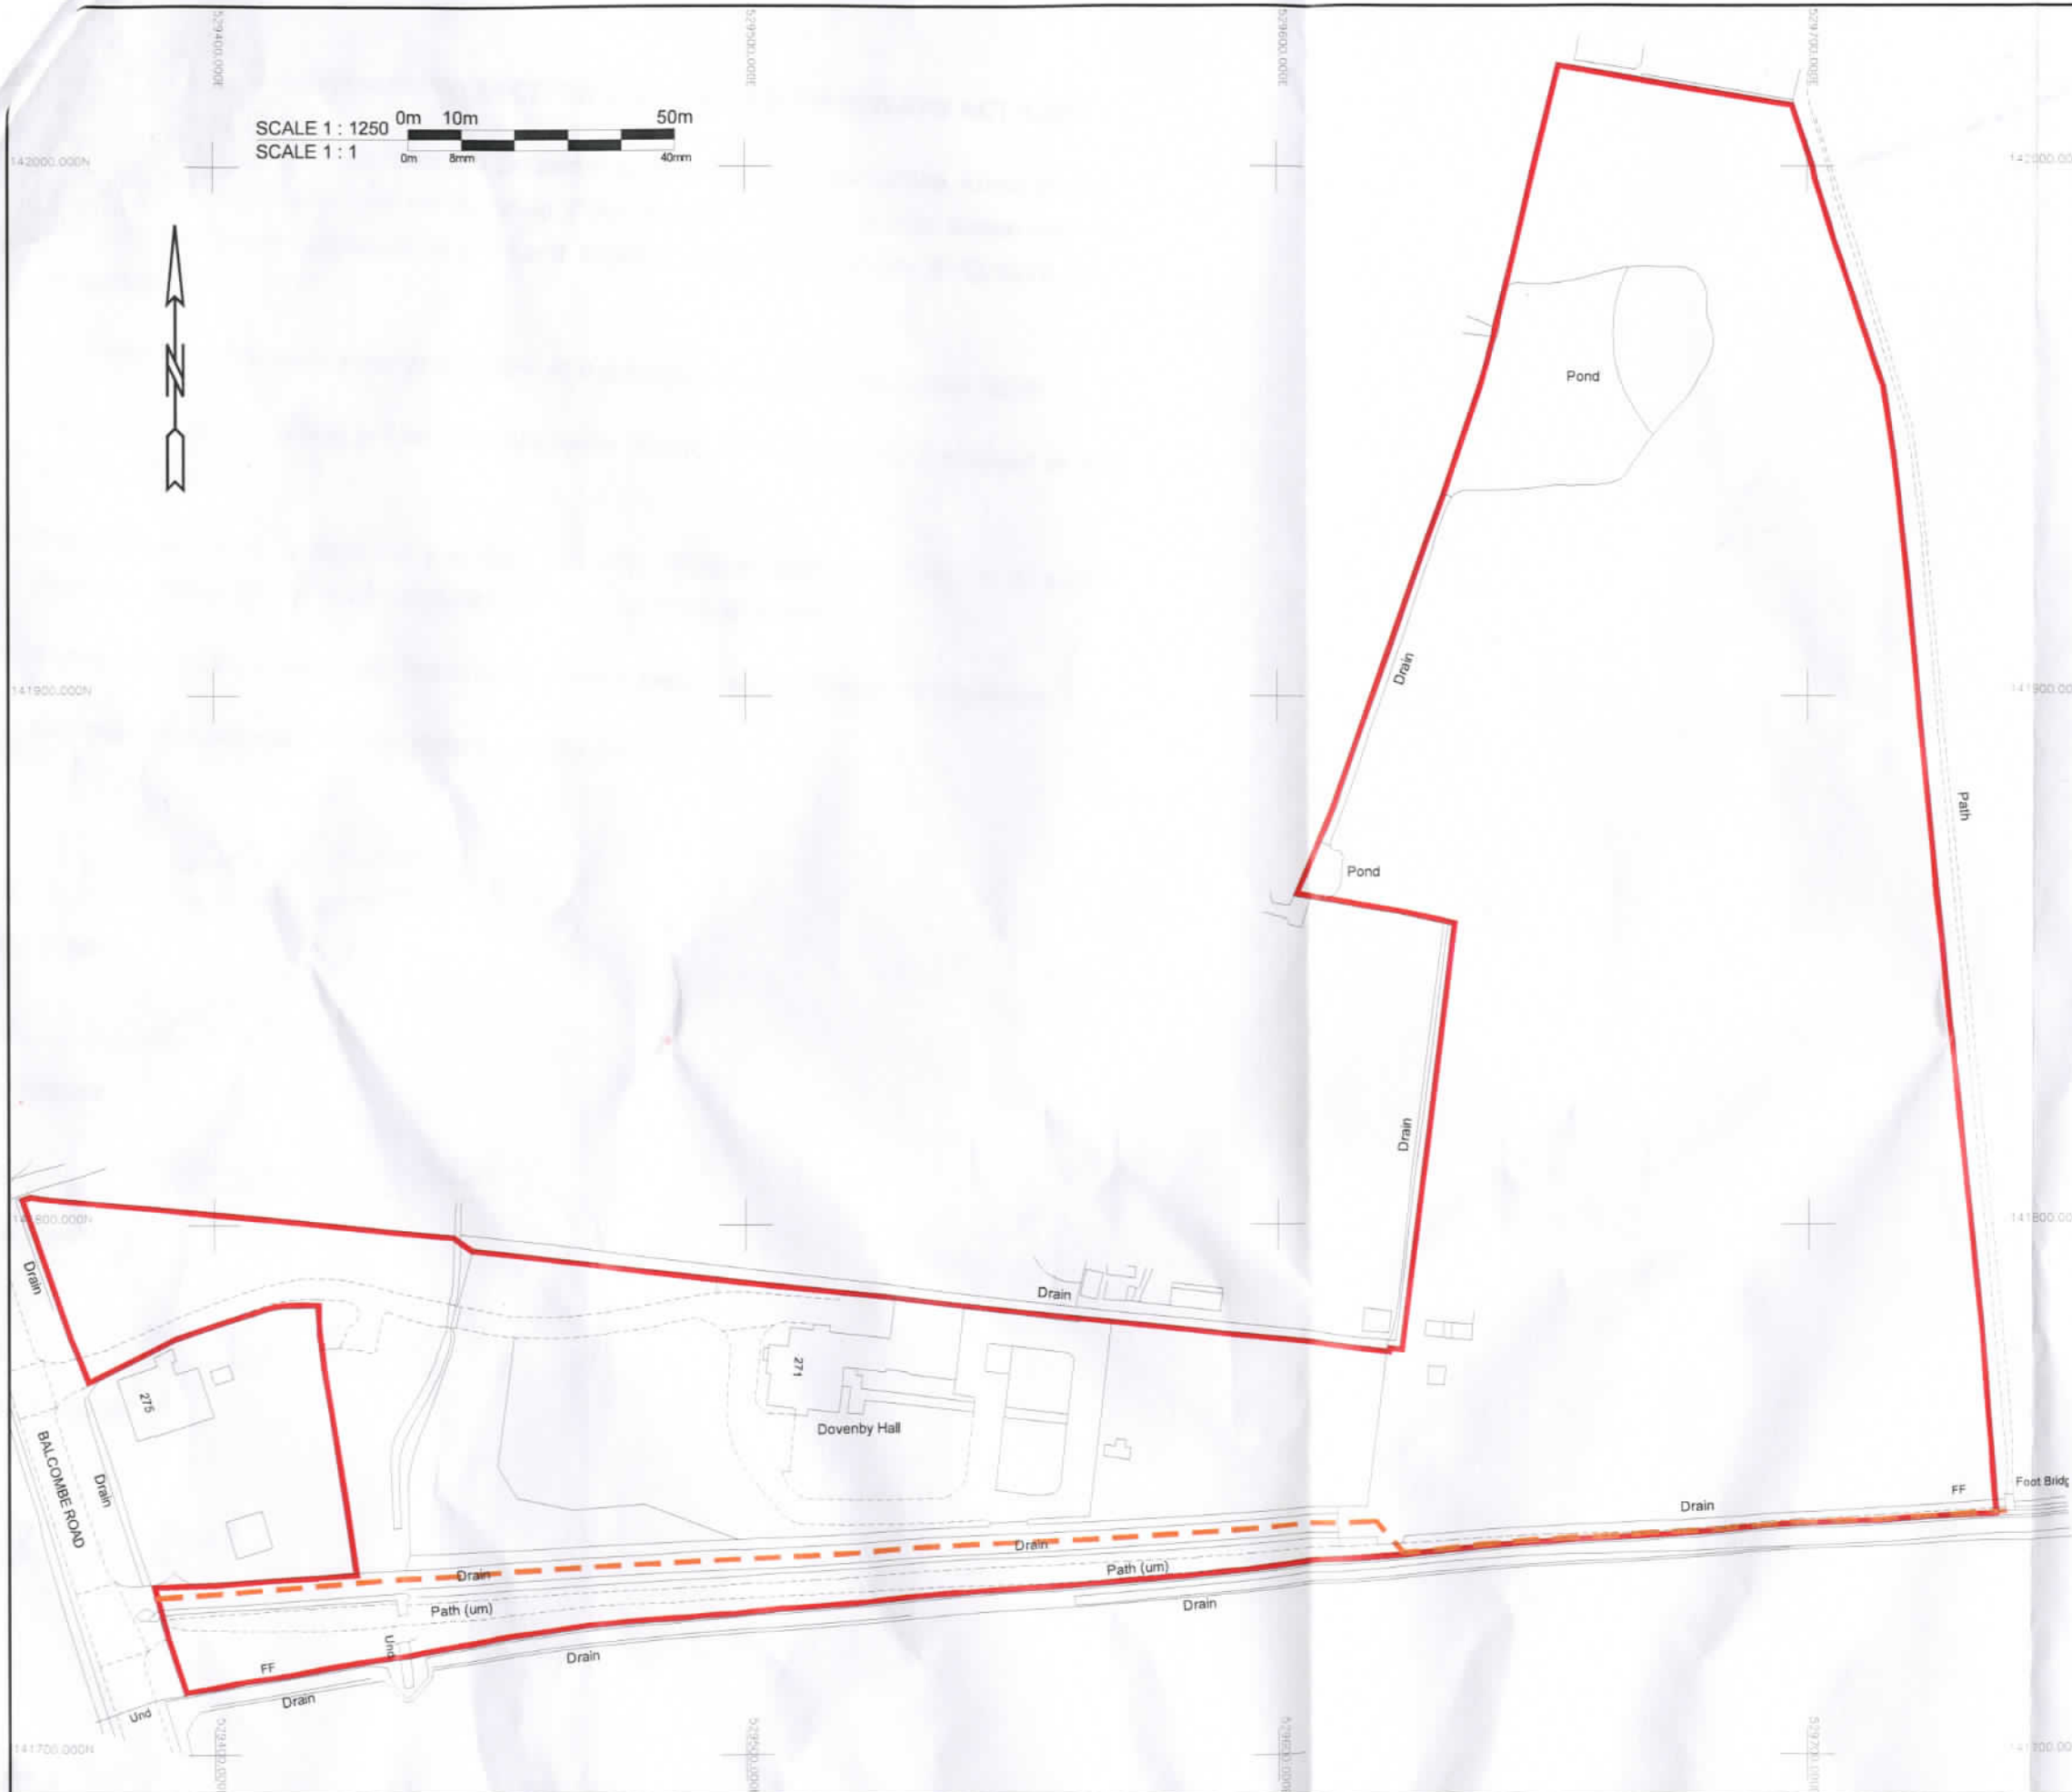 529400.000E
529500.000E
529600.000E
529700.000E
SCALE 1 : 1250
0m 10m 50m
SCALE 1 : 1
0m 8mm 40mm
142000.000N
N
Pond
Drain
141900.000N
Path
Pond
Drain
141800.000N
Drain
Drain
271
275
Dovenby Hall
BALCOMBE ROAD
Drain
Drain
FF
Drain
Drain
Path (um)
Path (um)
Drain
Und
FF
Drain
Drain
Und
141700.000N